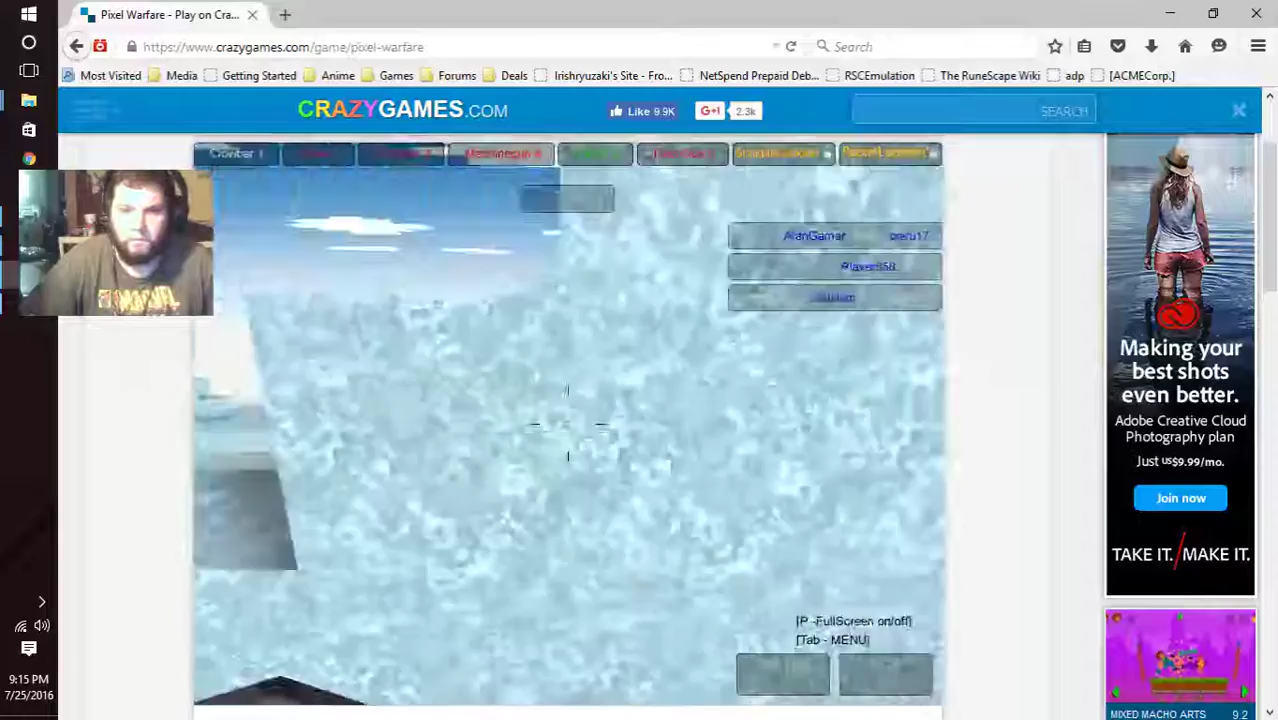 Pixel Warfare - Play on Cra...
https://www.crazygames.com/game/pixel-warfare
Search
Most Visited Media Getting Started Anime Games Forums Deals Irishryuzaki's Site - Fro... NetSpend Prepaid Deb... RSCEmulation The RuneScape Wiki adp [ACMECorp.]
CRAZYGAMES.COM
Like 9.9K
G+1 2.3k
SEARCH
AlanGamer
[P -FullScreen on/off]
[Tab - MENU]
Making your
best shots
even better.
Adobe Creative Cloud
Photography plan
Just US$9.99/mo.
Join now
TAKE IT. / MAKE IT.
MIXED MACHO ARTS 9.2
9:15 PM
7/25/2016